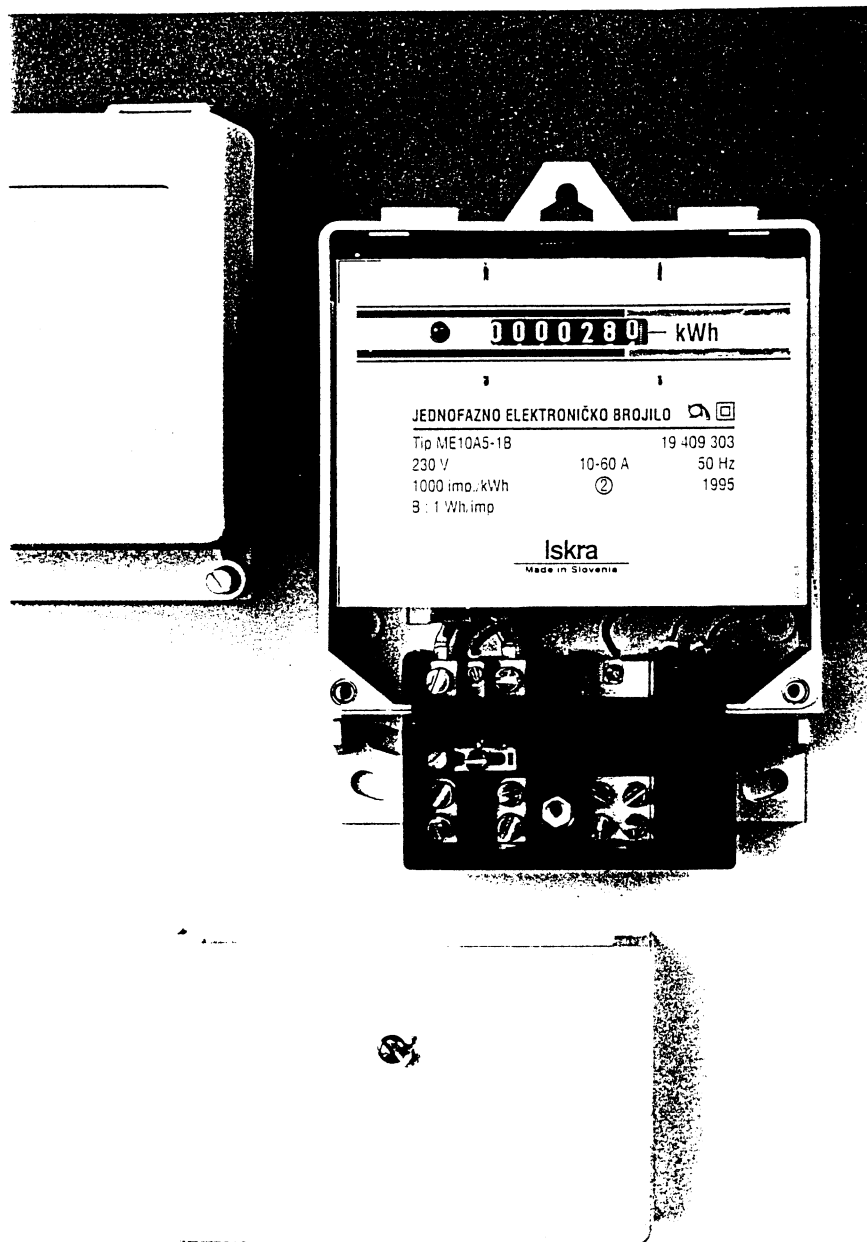 0000280 kWh
JEDNOFAZNO ELEKTRONIČKO BROJILO
Tip ME10A5-1B 19 409 303
230 V 10-60 A 50 Hz
1000 imp./kWh 2 1995
B : 1 Wh/imp
Iskra
Made in Slovenia